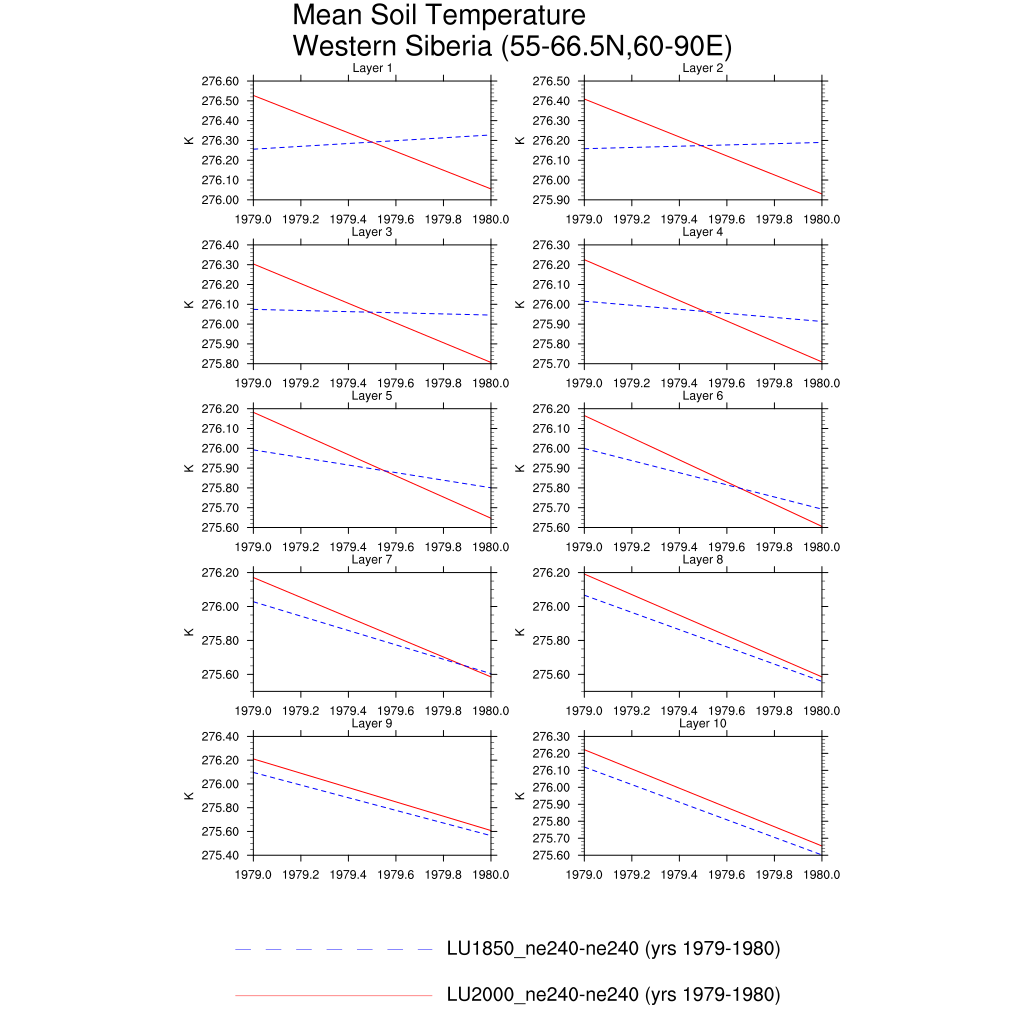 Mean Soil Temperature
Western Siberia (55-66.5N,60-90E)
Layer 1
276.60
276.50
276.40
276.30
276.20
276.10
276.00
K
1979.0 1979.2 1979.4 1979.6 1979.8 1980.0
Layer 2
276.50
276.40
276.30
276.20
276.10
276.00
275.90
K
1979.0 1979.2 1979.4 1979.6 1979.8 1980.0
Layer 3
276.40
276.30
276.20
276.10
276.00
275.90
275.80
K
1979.0 1979.2 1979.4 1979.6 1979.8 1980.0
Layer 4
276.30
276.20
276.10
276.00
275.90
275.80
275.70
K
1979.0 1979.2 1979.4 1979.6 1979.8 1980.0
Layer 5
276.20
276.10
276.00
275.90
275.80
275.70
275.60
K
1979.0 1979.2 1979.4 1979.6 1979.8 1980.0
Layer 6
276.20
276.10
276.00
275.90
275.80
275.70
275.60
K
1979.0 1979.2 1979.4 1979.6 1979.8 1980.0
Layer 7
276.20
276.00
275.80
275.60
K
1979.0 1979.2 1979.4 1979.6 1979.8 1980.0
Layer 8
276.20
276.00
275.80
275.60
K
1979.0 1979.2 1979.4 1979.6 1979.8 1980.0
Layer 9
276.40
276.20
276.00
275.80
275.60
275.40
K
1979.0 1979.2 1979.4 1979.6 1979.8 1980.0
Layer 10
276.30
276.20
276.10
276.00
275.90
275.80
275.70
275.60
K
1979.0 1979.2 1979.4 1979.6 1979.8 1980.0
LU1850_ne240-ne240 (yrs 1979-1980)
LU2000_ne240-ne240 (yrs 1979-1980)